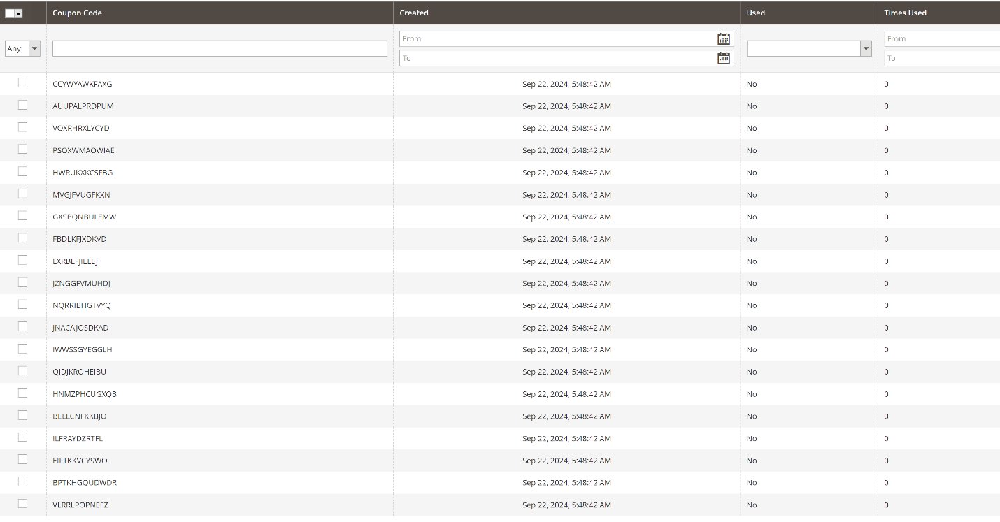 Coupon Code Created Used Times Used
Any From From
To To
CCYWYAWKFAXG Sep 22, 2024, 5:48:42 AM No 0
AUUPALPRDPUM Sep 22, 2024, 5:48:42 AM No 0
VOXRHRXLYCYD Sep 22, 2024, 5:48:42 AM No 0
PSOXWMAOWIAE Sep 22, 2024, 5:48:42 AM No 0
HWRUKXKCSFBG Sep 22, 2024, 5:48:42 AM No 0
MVGJFVUGFKXN Sep 22, 2024, 5:48:42 AM No 0
GXSBQNBULEMW Sep 22, 2024, 5:48:42 AM No 0
FBDLKFJXDKVD Sep 22, 2024, 5:48:42 AM No 0
LXRBLFJIELEJ Sep 22, 2024, 5:48:42 AM No 0
JZNGGFVMUHDJ Sep 22, 2024, 5:48:42 AM No 0
NQRRIBHGTVYQ Sep 22, 2024, 5:48:42 AM No 0
JNACAJOSDKAD Sep 22, 2024, 5:48:42 AM No 0
IWWSSGYEGGLH Sep 22, 2024, 5:48:42 AM No 0
QIDJKROHEIBU Sep 22, 2024, 5:48:42 AM No 0
HNMZPHCUGXQB Sep 22, 2024, 5:48:42 AM No 0
BELLCNFKKBJO Sep 22, 2024, 5:48:42 AM No 0
ILFRAYDZRTFL Sep 22, 2024, 5:48:42 AM No 0
EIFTKKVCYSWO Sep 22, 2024, 5:48:42 AM No 0
BPTKHGQUDWDR Sep 22, 2024, 5:48:42 AM No 0
VLRRLPOPNEFZ Sep 22, 2024, 5:48:42 AM No 0